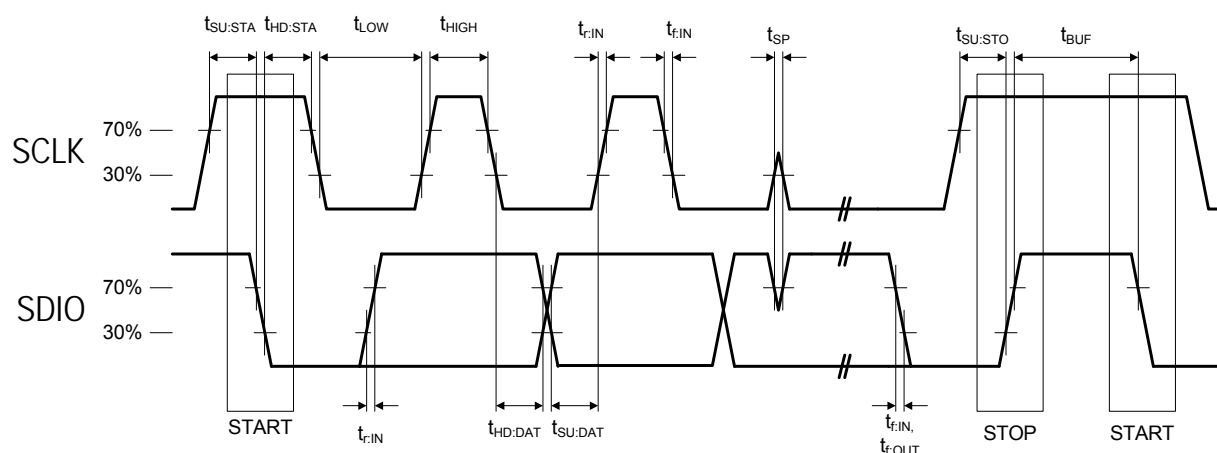 tSU:STA tHD:STA tLOW tHIGH tr:IN tf:IN tSP tSU:STO tBUF
SCLK
70%
30%
SDIO
70%
30%
START
tr:IN
tHD:DAT tSU:DAT
tf:IN,
tf:OUT
STOP
START